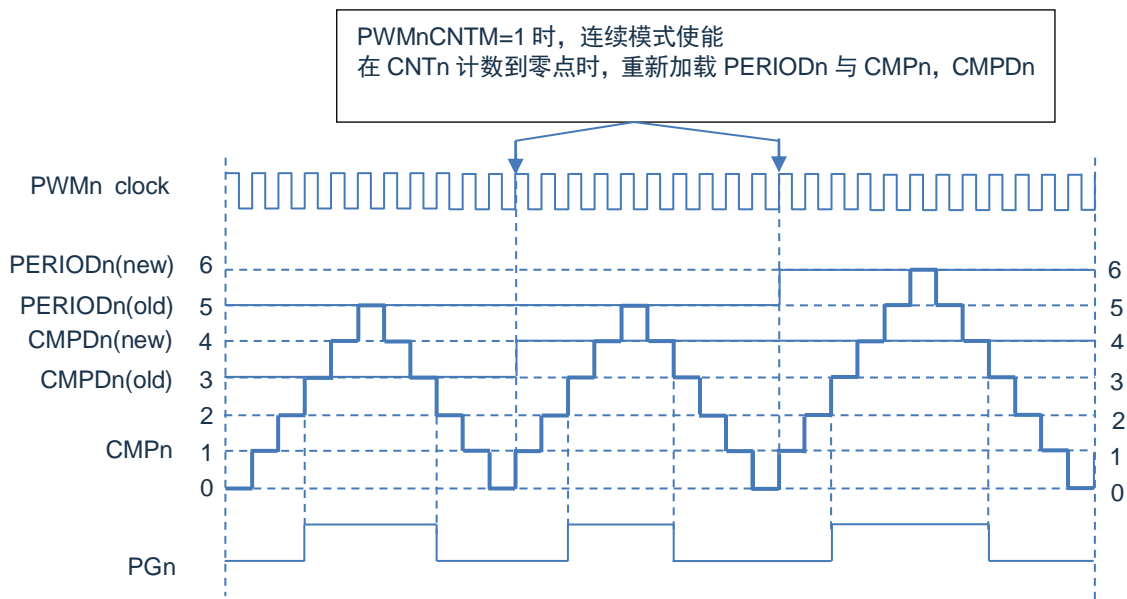 PWMnCNTM=1 时，连续模式使能
在 CNTn 计数到零点时，重新加载 PERIODn 与 CMPn，CMPDn
PWMn clock
PERIODn(new) 6 6
PERIODn(old) 5 5
CMPDn(new) 4 4
CMPDn(old) 3 3
2 2
CMPn 1 1
0 0
PGn